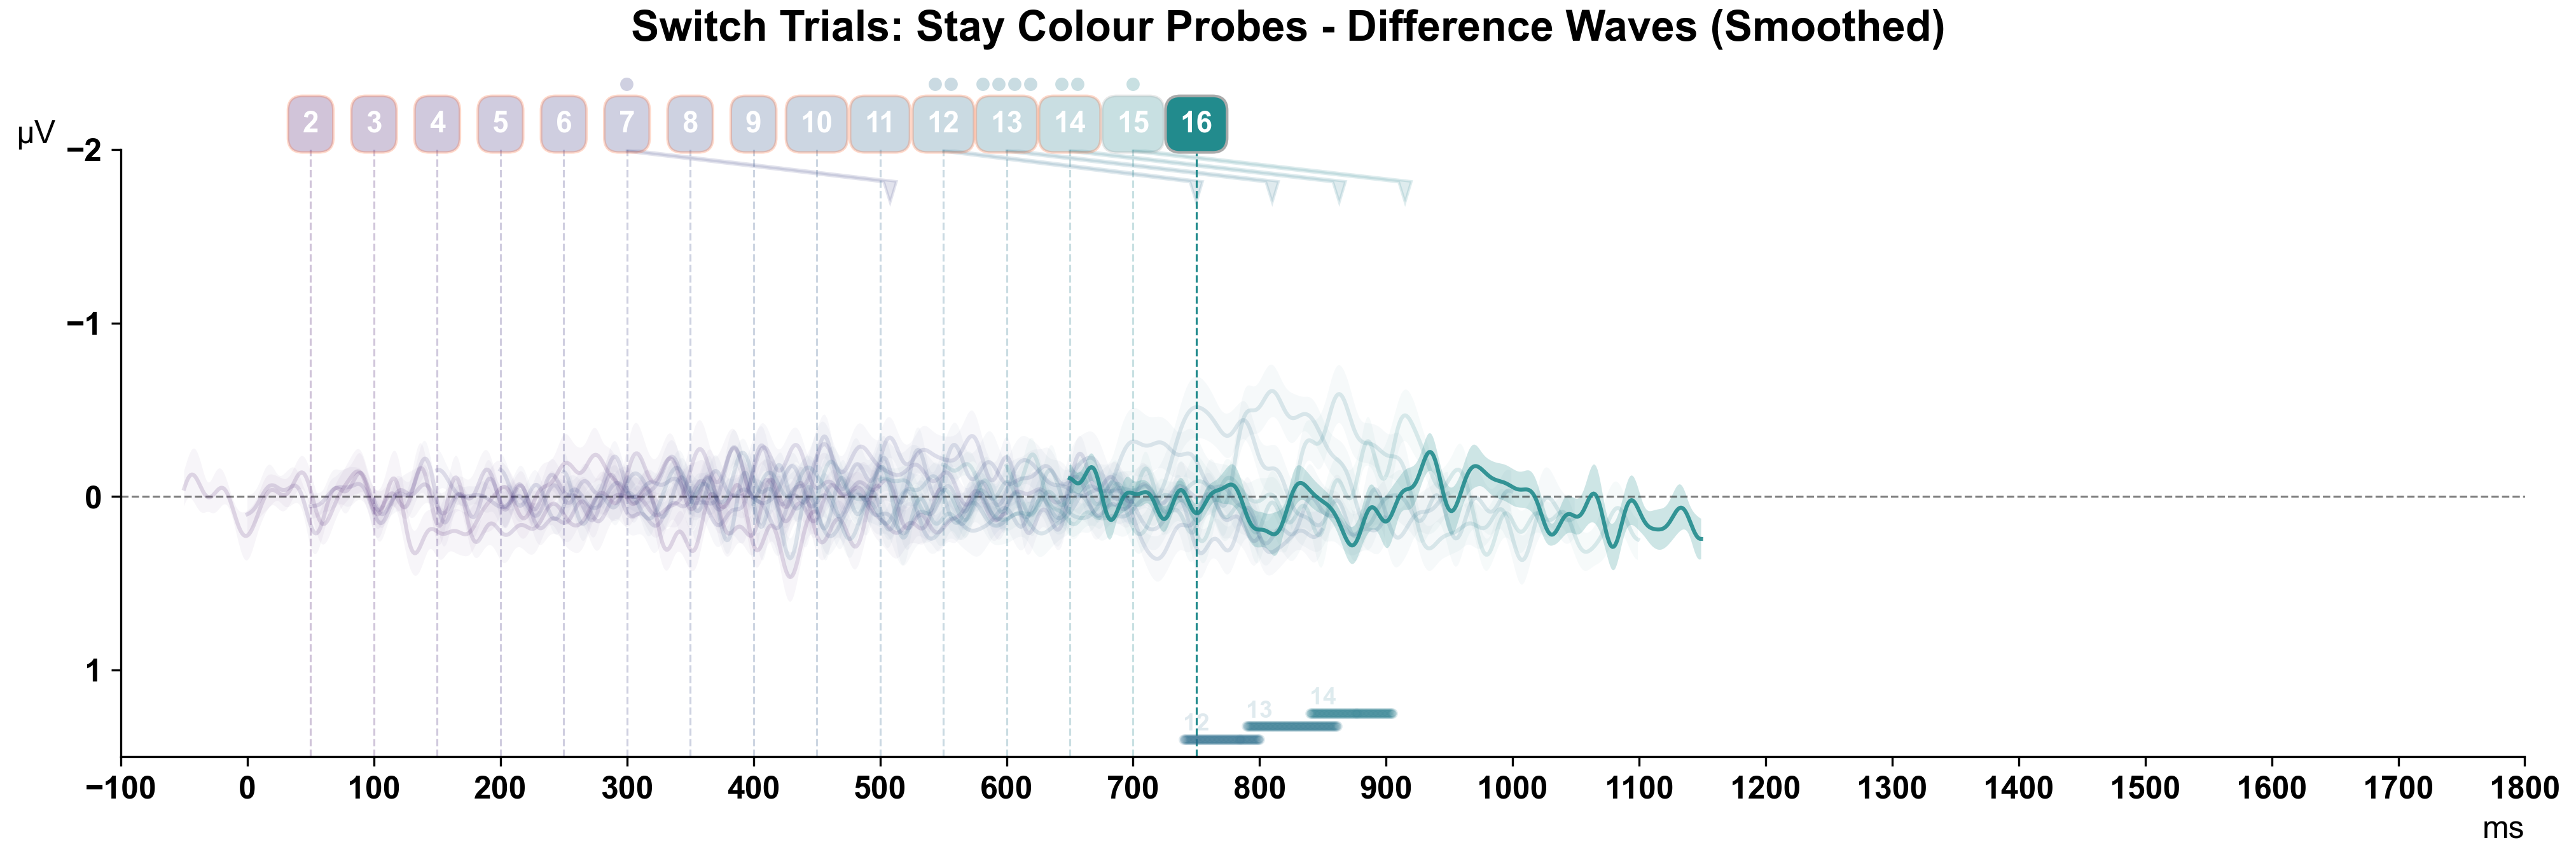 Switch Trials: Stay Colour Probes - Difference Waves (Smoothed)
2 3 4 5 6 7 8 9 10 11 12 13 14 15 16
µV
−2
−1
0
1
14
13
12
−100 0 100 200 300 400 500 600 700 800 900 1000 1100 1200 1300 1400 1500 1600 1700 1800
ms